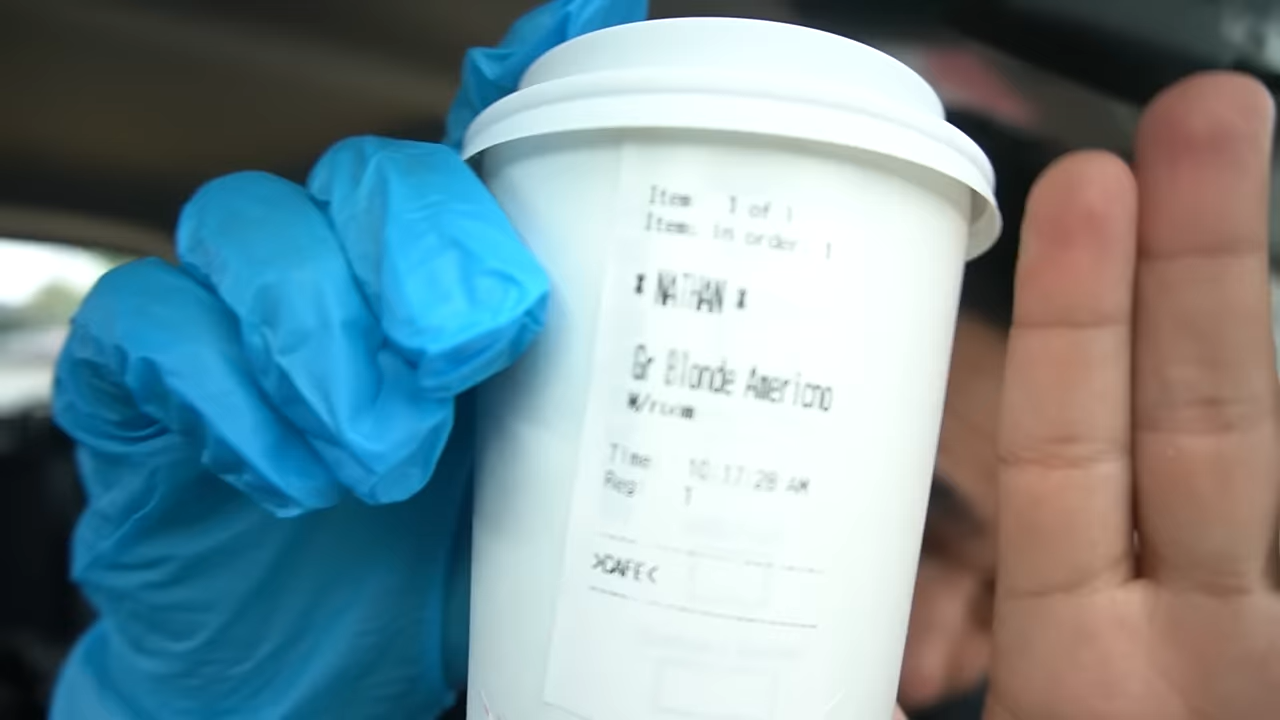 Item 1 of 1
Items in order 1
* NATHAN *
Gr Blonde Americno
W/room
Time 10:17:28 AM
Reg 1
>CAFE<